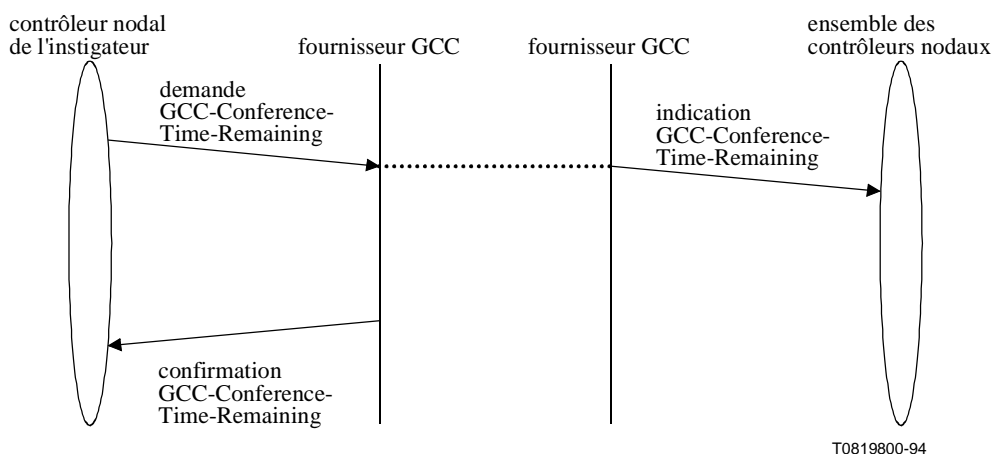 contrôleur nodal
de l'instigateur
fournisseur GCC
fournisseur GCC
ensemble des
contrôleurs nodaux
demande
GCC-Conference-
Time-Remaining
indication
GCC-Conference-
Time-Remaining
confirmation
GCC-Conference-
Time-Remaining
T0819800-94